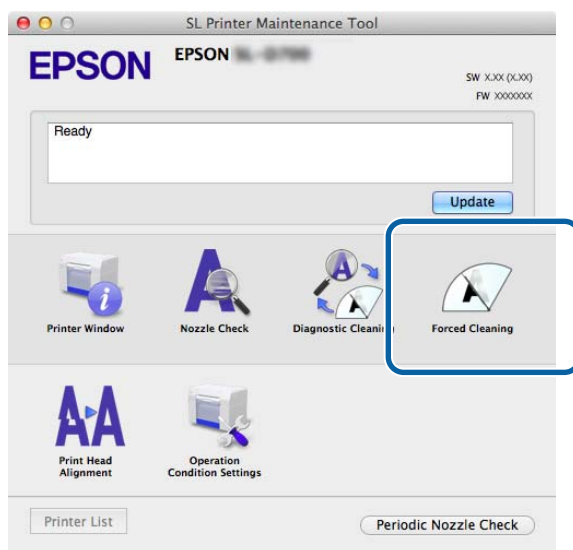 SL Printer Maintenance Tool
EPSON
EPSON
SW X.XX (X.XX)
FW XXXXXXX
Ready
Update
Printer Window
Nozzle Check
Diagnostic Cleaning
Forced Cleaning
Print Head
Alignment
Operation
Condition Settings
Printer List
Periodic Nozzle Check